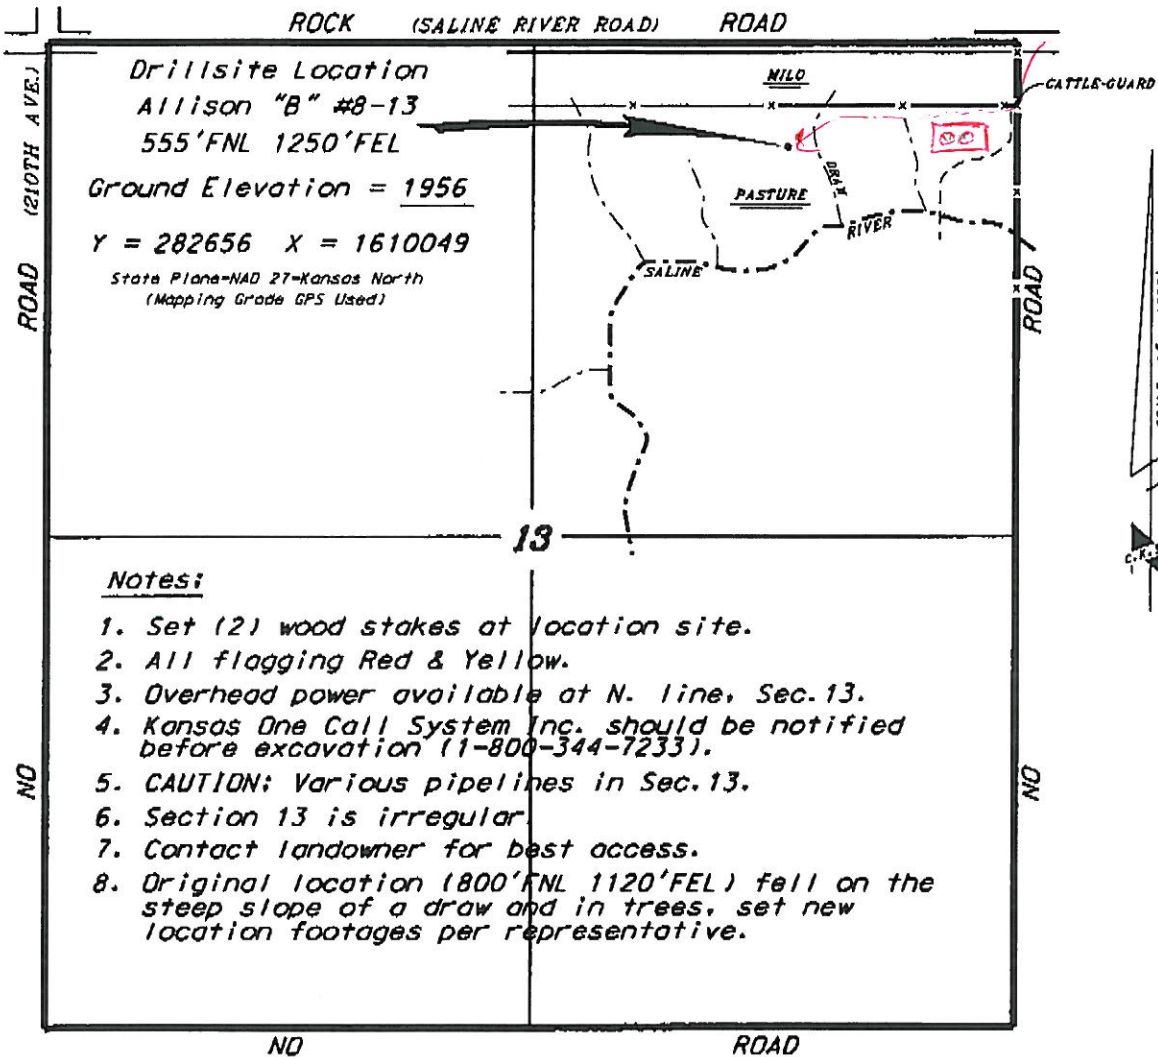 ROCK (SALINE RIVER ROAD) ROAD
(210TH AVE.)
ROAD
NO
Drillsite Location
Allison "B" #8-13
555'FNL 1250'FEL
Ground Elevation = 1956
Y = 282656 X = 1610049
State Plane-NAD 27-Kansas North
(Mapping Grade GPS Used)
MILO
CATTLE-GUARD
DRAW
PASTURE
RIVER
SALINE
ROAD
NO
13
Notes:
1. Set (2) wood stakes at location site.
2. All flagging Red & Yellow.
3. Overhead power available at N. line, Sec.13.
4. Kansas One Call System Inc. should be notified
before excavation (1-800-344-7233).
5. CAUTION: Various pipelines in Sec.13.
6. Section 13 is irregular.
7. Contact landowner for best access.
8. Original location (800'FNL 1120'FEL) fell on the
steep slope of a draw and in trees, set new
location footages per representative.
NO ROAD